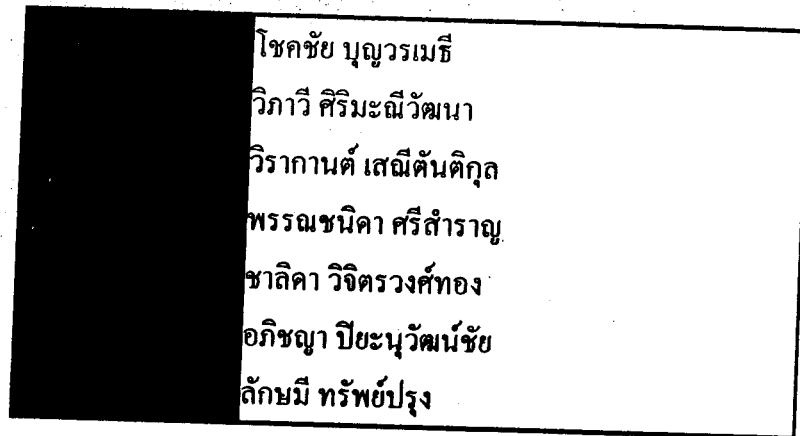 โชคชัย บุญวรเมธี
วิภาวี ศิริมะณีวัฒนา
วิรากานต์ เสณีตันติกุล
พรรณชนิดา ศรีสำราญ
ชาลิดา วิจิตรวงศ์ทอง
อภิชญา ปิยะนุวัฒน์ชัย
ลักษมี ทรัพย์ปรุง